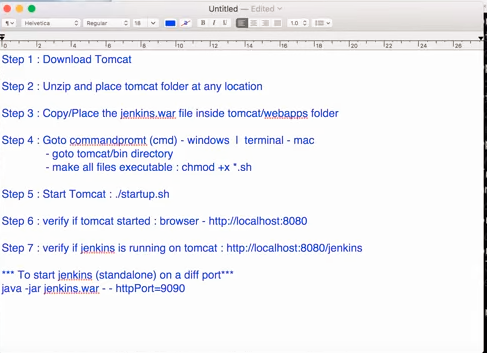 Untitled — Edited
¶ Helvetica Regular 18 a B I U 1.0
0 2 4 6 8 10 12 14 16 18 20 22 24 26
Step 1 : Download Tomcat
Step 2 : Unzip and place tomcat folder at any location
Step 3 : Copy/Place the jenkins.war file inside tomcat/webapps folder
Step 4 : Goto commandpromt (cmd) - windows | terminal - mac
- goto tomcat/bin directory
- make all files executable : chmod +x *.sh
Step 5 : Start Tomcat : ./startup.sh
Step 6 : verify if tomcat started : browser - http://localhost:8080
Step 7 : verify if jenkins is running on tomcat : http://localhost:8080/jenkins
*** To start jenkins (standalone) on a diff port***
java -jar jenkins.war - - httpPort=9090